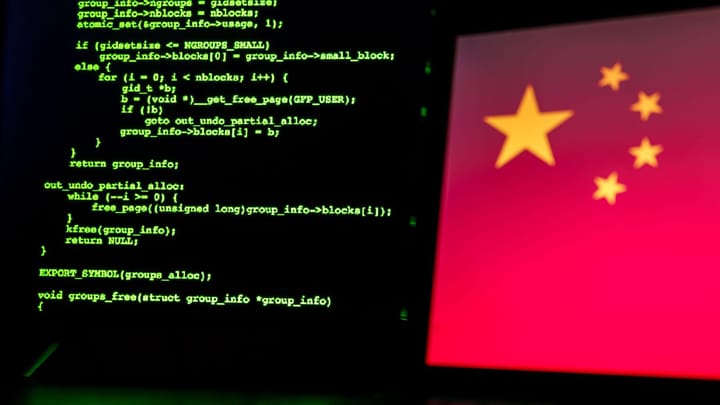 group_info->ngroups = gidsetsize;
group_info->nblocks = nblocks;
atomic_set(&group_info->usage, 1);
if (gidsetsize <= NGROUPS_SMALL)
group_info->blocks[0] = group_info->small_block;
else {
for (i = 0; i < nblocks; i++) {
gid_t *b;
b = (void *)__get_free_page(GFP_USER);
if (!b)
goto out_undo_partial_alloc;
group_info->blocks[i] = b;
}
}
return group_info;
out_undo_partial_alloc:
while (--i >= 0) {
free_page((unsigned long)group_info->blocks[i]);
}
kfree(group_info);
return NULL;
}
EXPORT_SYMBOL(groups_alloc);
void groups_free(struct group_info *group_info)
{